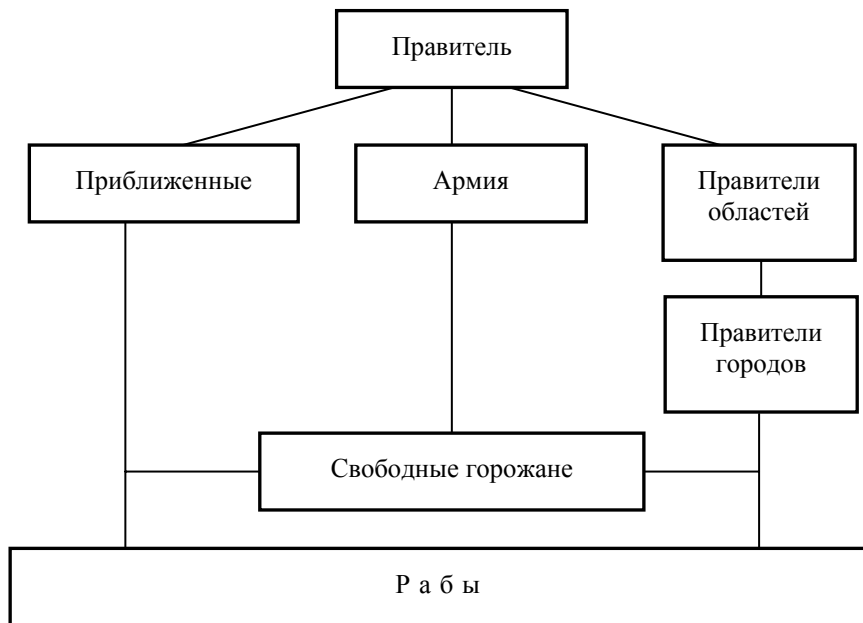 Правитель
Приближенные
Армия
Правители
областей
Правители
городов
Свободные горожане
Р а б ы